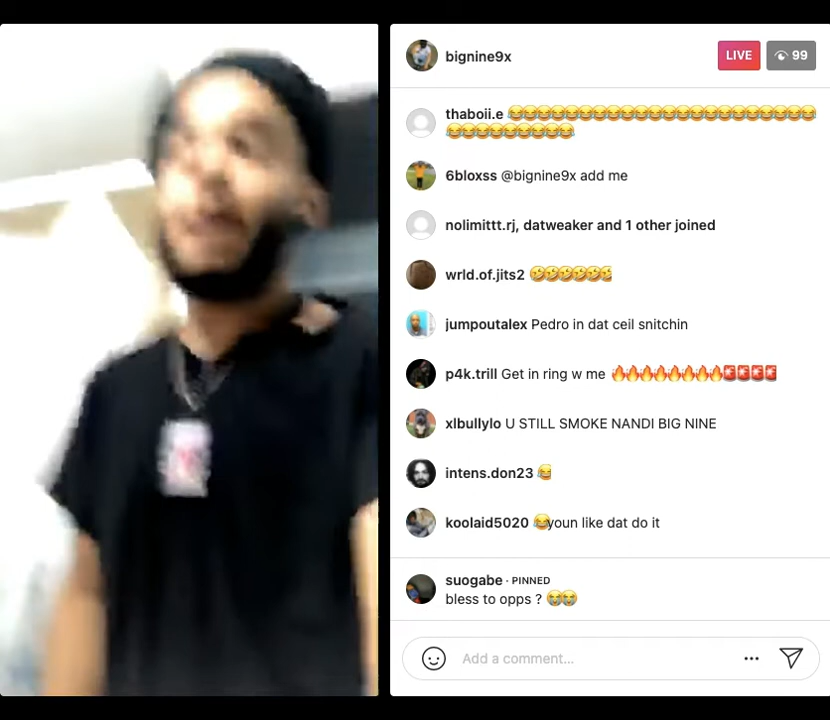 bignine9x
LIVE
99
thaboii.e 😂😂😂😂😂😂😂😂😂😂😂😂😂😂😂😂😂😂😂😂😂😂
😂😂😂😂😂😂😂😂😂
6bloxss @bignine9x add me
nolimittt.rj, datweaker and 1 other joined
wrld.of.jits2 🤣🤣🤣🤣🤣🤣
jumpoutalex Pedro in dat ceil snitchin
p4k.trill Get in ring w me 🔥🔥🔥🔥🔥🔥🔥🔥🚨🚨🚨🚨
xlbullylo U STILL SMOKE NANDI BIG NINE
intens.don23 😂
koolaid5020 😂youn like dat do it
suogabe · PINNED
bless to opps ? 😭😭
Add a comment...